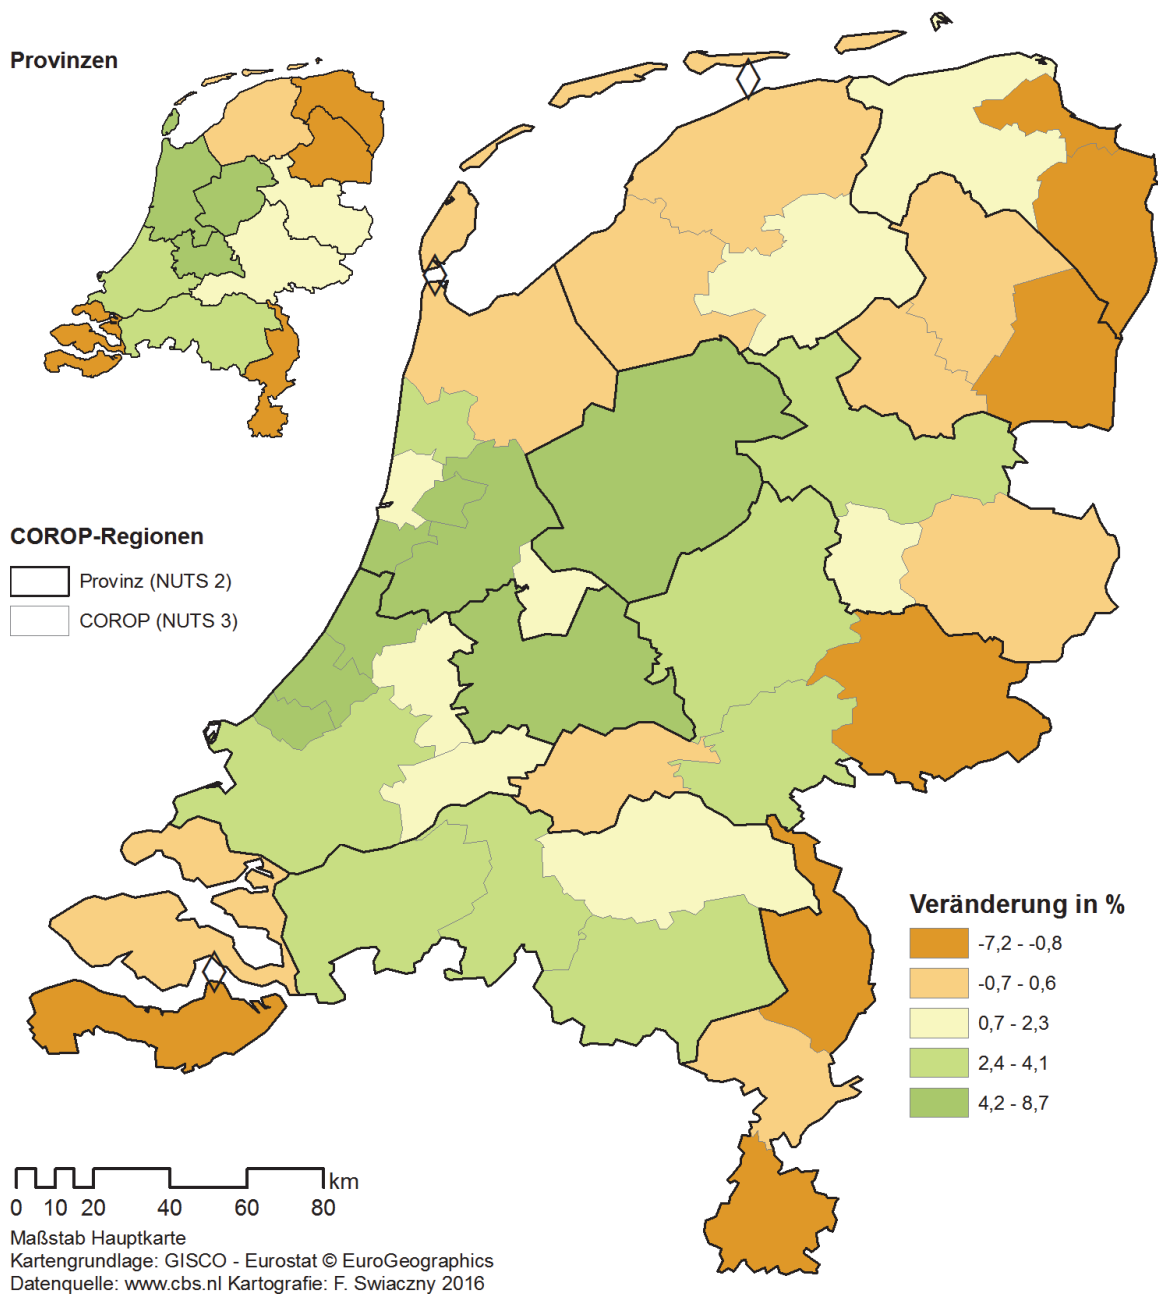 Provinzen
COROP-Regionen
Provinz (NUTS 2)
COROP (NUTS 3)
Veränderung in %
-7,2 - -0,8
-0,7 - 0,6
0,7 - 2,3
2,4 - 4,1
4,2 - 8,7
km
0 10 20 40 60 80
Maßstab Hauptkarte
Kartengrundlage: GISCO - Eurostat © EuroGeographics
Datenquelle: www.cbs.nl Kartografie: F. Swiaczny 2016